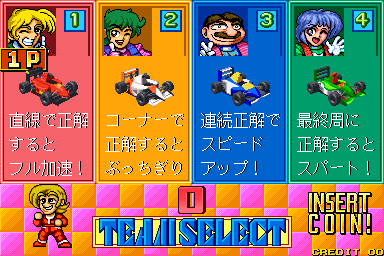 1
2
3
4
1P
直線で正解
すると
フル加速!
コーナーで
正解すると
ぶっちぎり
連続正解で
スピード
アップ!
最終周に
正解すると
スパート!
0
TEAM SELECT
INSERT
COIN!
CREDIT 00